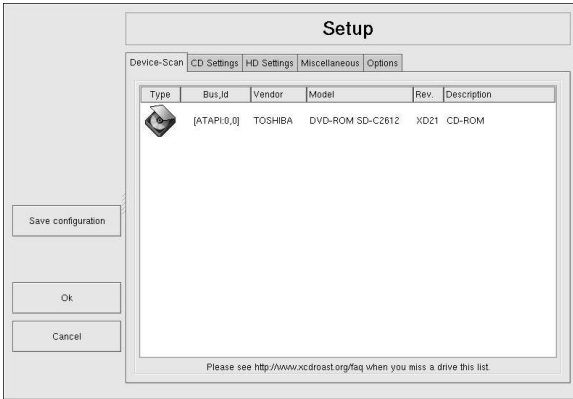 Setup
Device-Scan CD Settings HD Settings Miscellaneous Options
Type Bus,Id Vendor Model Rev. Description
[ATAPI:0,0] TOSHIBA DVD-ROM SD-C2612 XD21 CD-ROM
Save configuration
Ok
Cancel
Please see http://www.xcdroast.org/faq when you miss a drive this list.